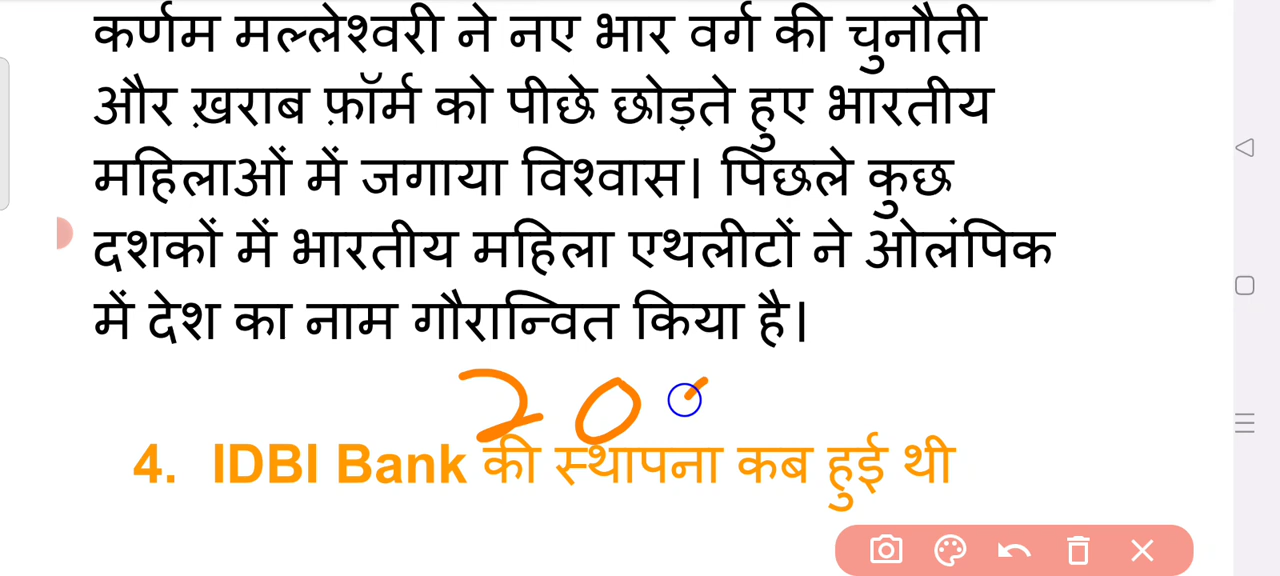 कर्णम मल्लेश्वरी ने नए भार वर्ग की चुनौती
और ख़राब फ़ॉर्म को पीछे छोड़ते हुए भारतीय
महिलाओं में जगाया विश्वास। पिछले कुछ
दशकों में भारतीय महिला एथलीटों ने ओलंपिक
में देश का नाम गौरान्वित किया है।
20
4. IDBI Bank की स्थापना कब हुई थी